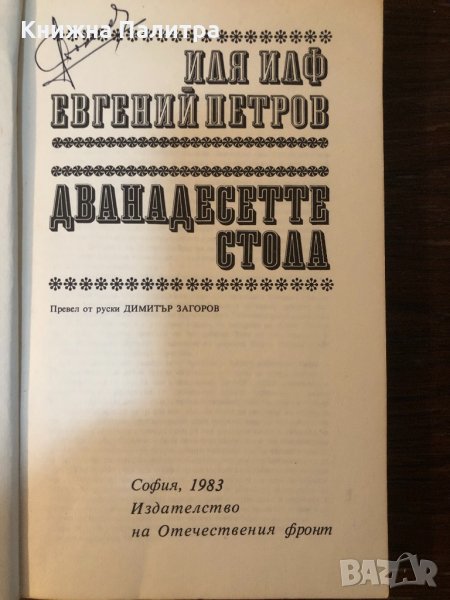 Книжна Палитра
ИЛЯ ИЛФ
ЕВГЕНИЙ ПЕТРОВ
ДВАНАДЕСЕТТЕ
СТОЛА
Превел от руски ДИМИТЪР ЗАГОРОВ
София, 1983
Издателство
на Отечествения фронт
BAZAR